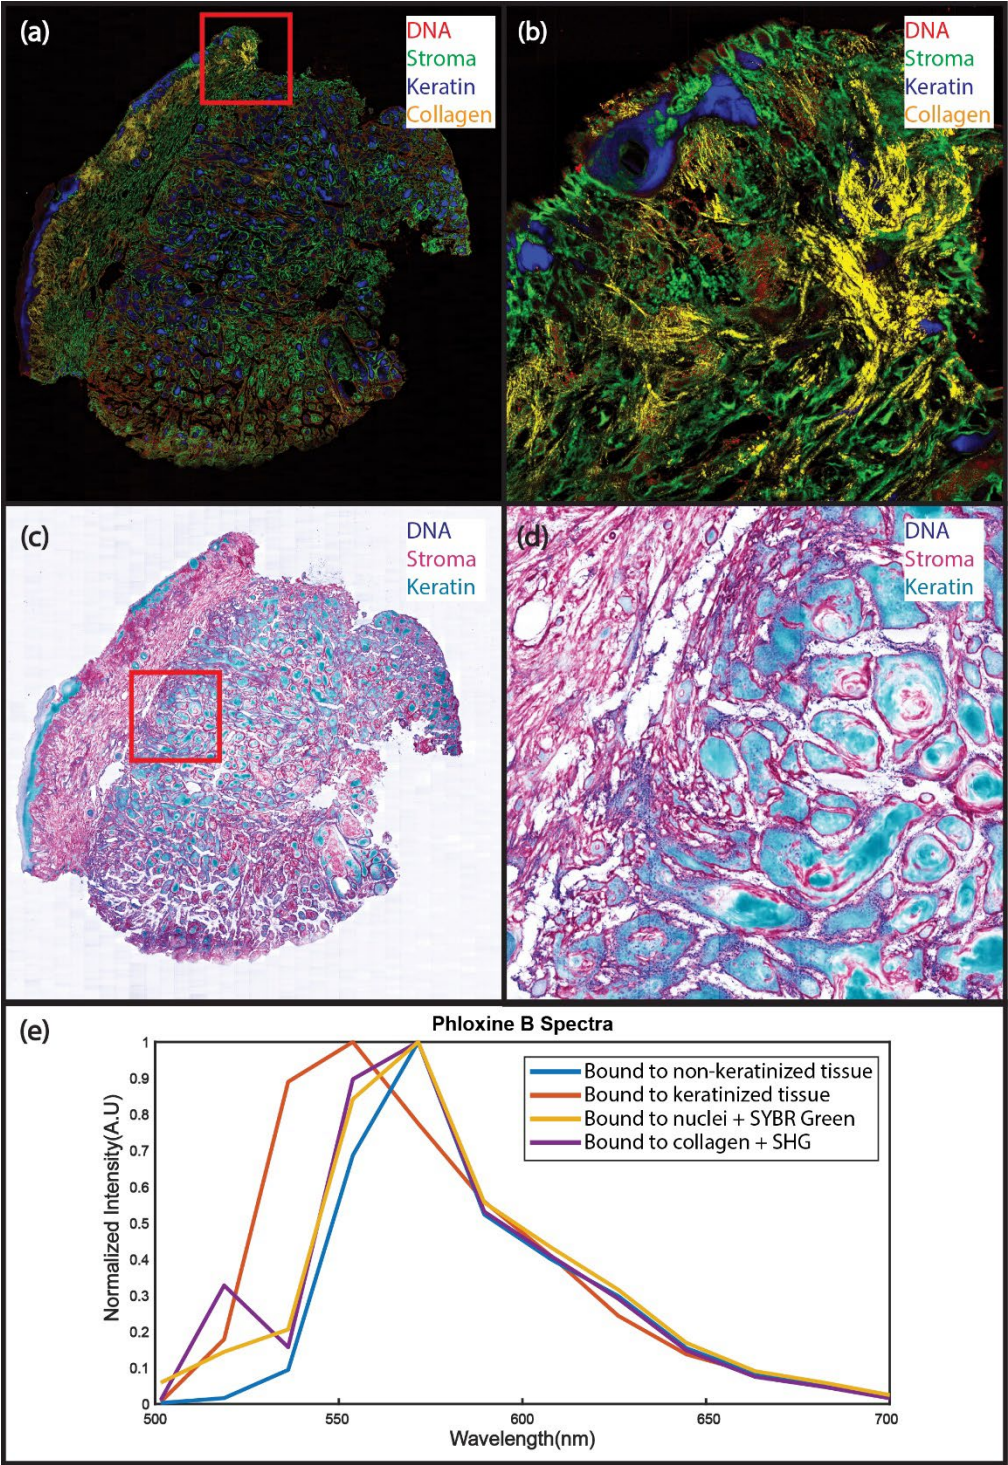 (a)
DNA
Stroma
Keratin
Collagen
(b)
DNA
Stroma
Keratin
Collagen
(c)
DNA
Stroma
Keratin
(d)
DNA
Stroma
Keratin
(e)
Phloxine B Spectra
Normalized Intensity(A.U)
1
0.9
0.8
0.7
0.6
0.5
0.4
0.3
0.2
0.1
0
Bound to non-keratinized tissue
Bound to keratinized tissue
Bound to nuclei + SYBR Green
Bound to collagen + SHG
500
550
600
650
700
Wavelength(nm)